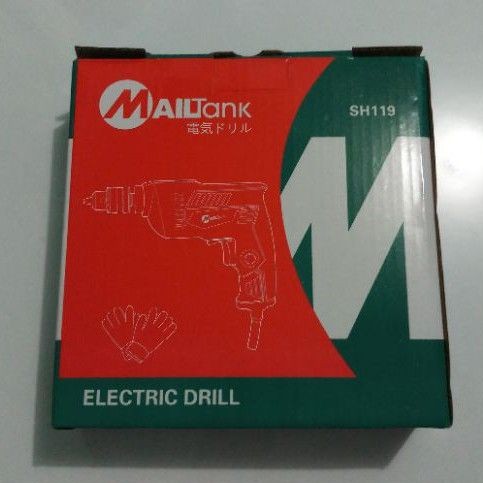 MAILTANK
電気ドリル
SH119
M
ELECTRIC DRILL